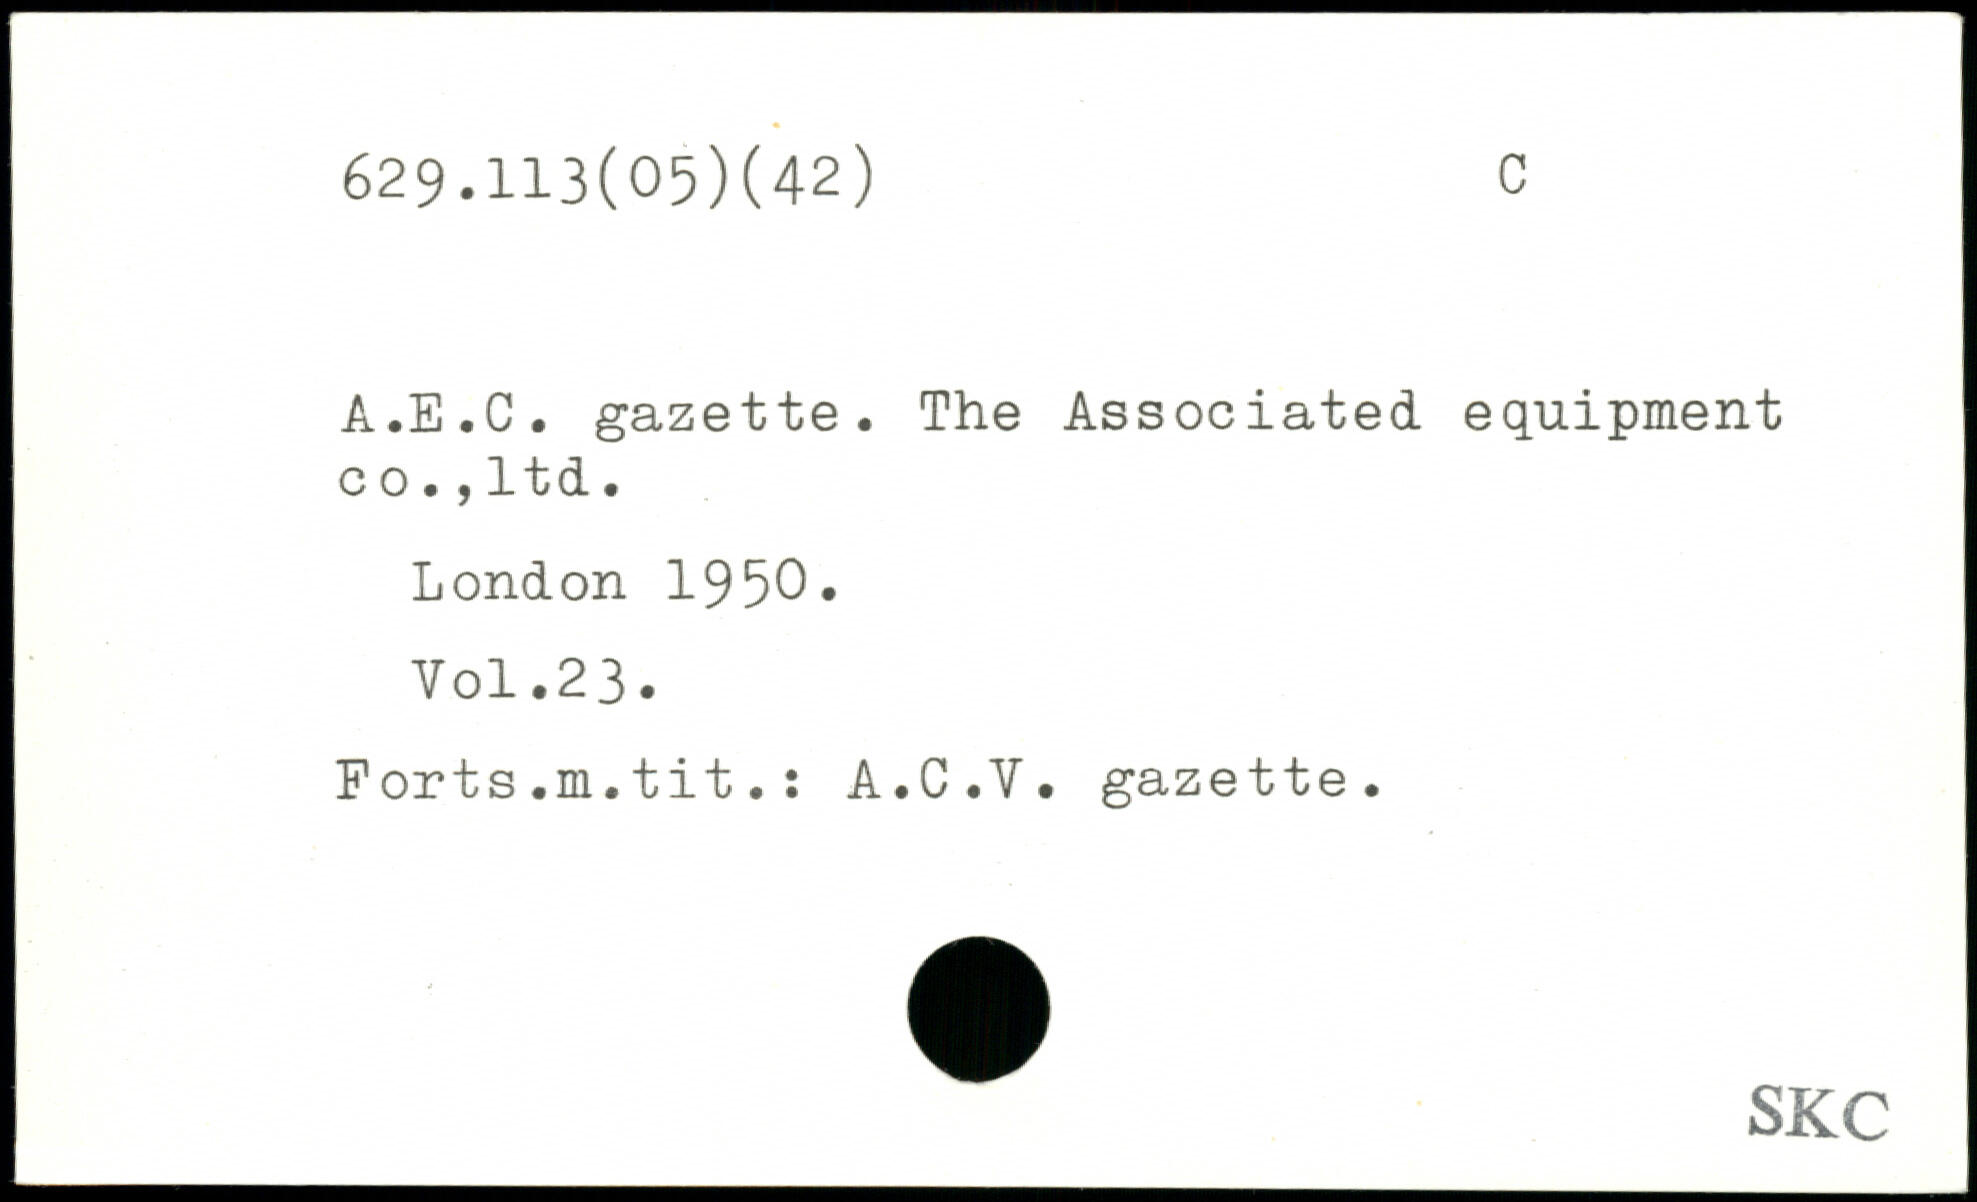 629.113(05)(42) C
A.E.C. gazette. The Associated equipment
co.,ltd.
London 1950.
Vol.23.
Forts.m.tit.: A.C.V. gazette.
SKC